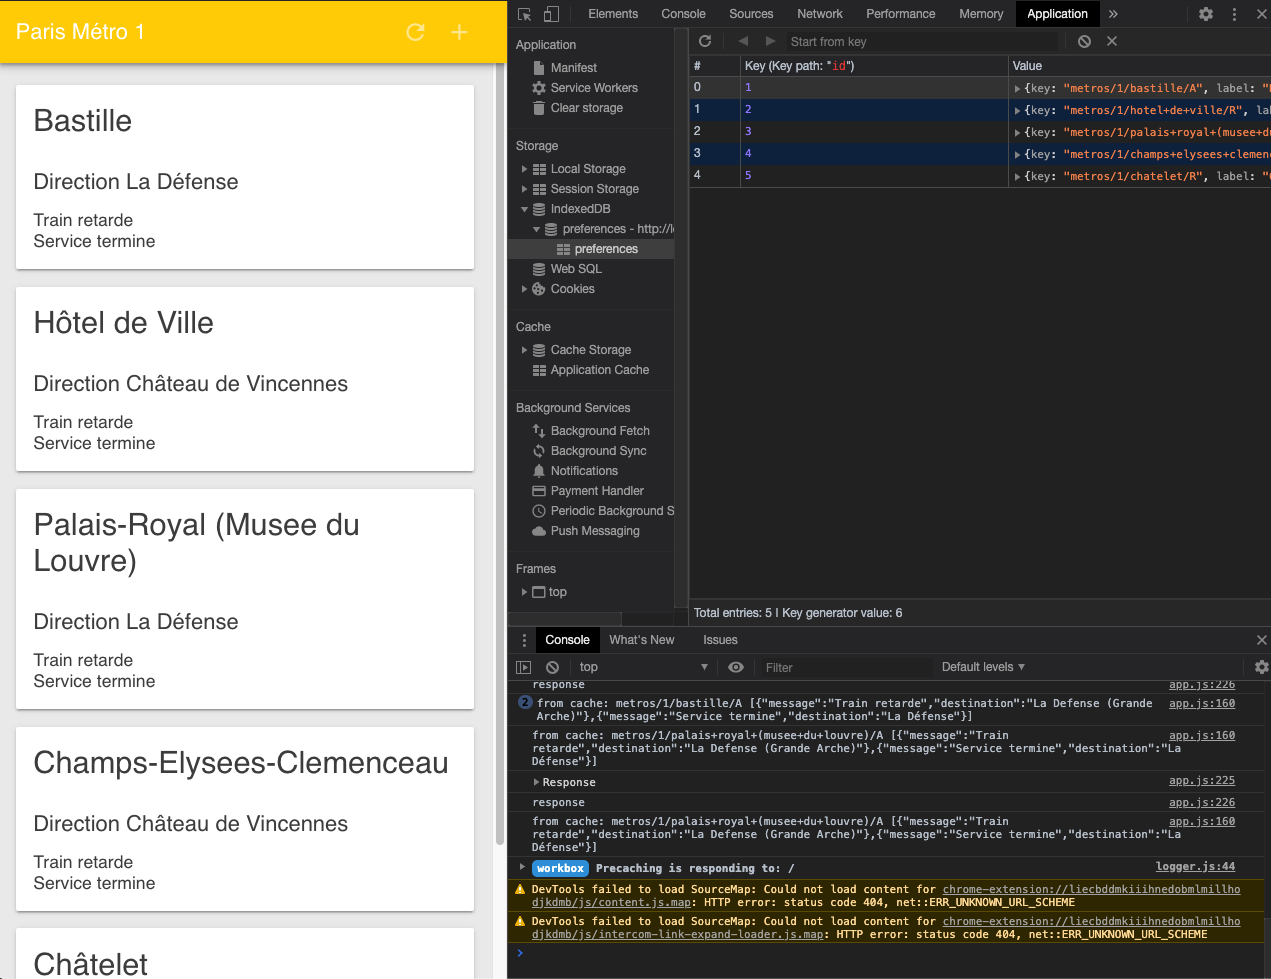 Paris Métro 1
Bastille
Direction La Défense
Train retarde
Service termine
Hôtel de Ville
Direction Château de Vincennes
Train retarde
Service termine
Palais-Royal (Musee du
Louvre)
Direction La Défense
Train retarde
Service termine
Champs-Elysees-Clemenceau
Direction Château de Vincennes
Train retarde
Service termine
Châtelet
Elements Console Sources Network Performance Memory Application »
Application
Manifest
Service Workers
Clear storage
Storage
Local Storage
Session Storage
IndexedDB
preferences - http://l
preferences
Web SQL
Cookies
Cache
Cache Storage
Application Cache
Background Services
Background Fetch
Background Sync
Notifications
Payment Handler
Periodic Background S
Push Messaging
Frames
top
Start from key
# Key (Key path: "id") Value
0 1 {key: "metros/1/bastille/A", label: "
1 2 {key: "metros/1/hotel+de+ville/R", la
2 3 {key: "metros/1/palais+royal+(musee+du
3 4 {key: "metros/1/champs+elysees+clemen
4 5 {key: "metros/1/chatelet/R", label: "
Total entries: 5 | Key generator value: 6
Console What's New Issues
top Filter Default levels
response app.js:226
2 from cache: metros/1/bastille/A [{"message":"Train retarde","destination":"La Defense (Grande app.js:160
Arche)"},{"message":"Service termine","destination":"La Défense"}]
from cache: metros/1/palais+royal+(musee+du+louvre)/A [{"message":"Train app.js:160
retarde","destination":"La Defense (Grande Arche)"},{"message":"Service termine","destination":"La
Défense"}]
Response app.js:225
response app.js:226
from cache: metros/1/palais+royal+(musee+du+louvre)/A [{"message":"Train app.js:160
retarde","destination":"La Defense (Grande Arche)"},{"message":"Service termine","destination":"La
Défense"}]
workbox Precaching is responding to: / logger.js:44
DevTools failed to load SourceMap: Could not load content for chrome-extension://liecbddmkiiihnedobmlmillho
djkdmb/js/content.js.map: HTTP error: status code 404, net::ERR_UNKNOWN_URL_SCHEME
DevTools failed to load SourceMap: Could not load content for chrome-extension://liecbddmkiiihnedobmlmillho
djkdmb/js/intercom-link-expand-loader.js.map: HTTP error: status code 404, net::ERR_UNKNOWN_URL_SCHEME